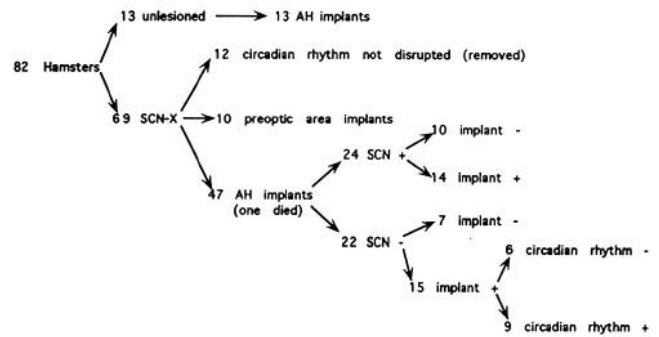 13 unlesioned
13 AH implants
12 circadian rhythm not disrupted (removed)
82 Hamsters
69 SCN-X
10 preoptic area implants
10 implant -
24 SCN +
14 implant +
47 AH implants
(one died)
7 implant -
22 SCN -
6 circadian rhythm -
15 implant +
9 circadian rhythm +